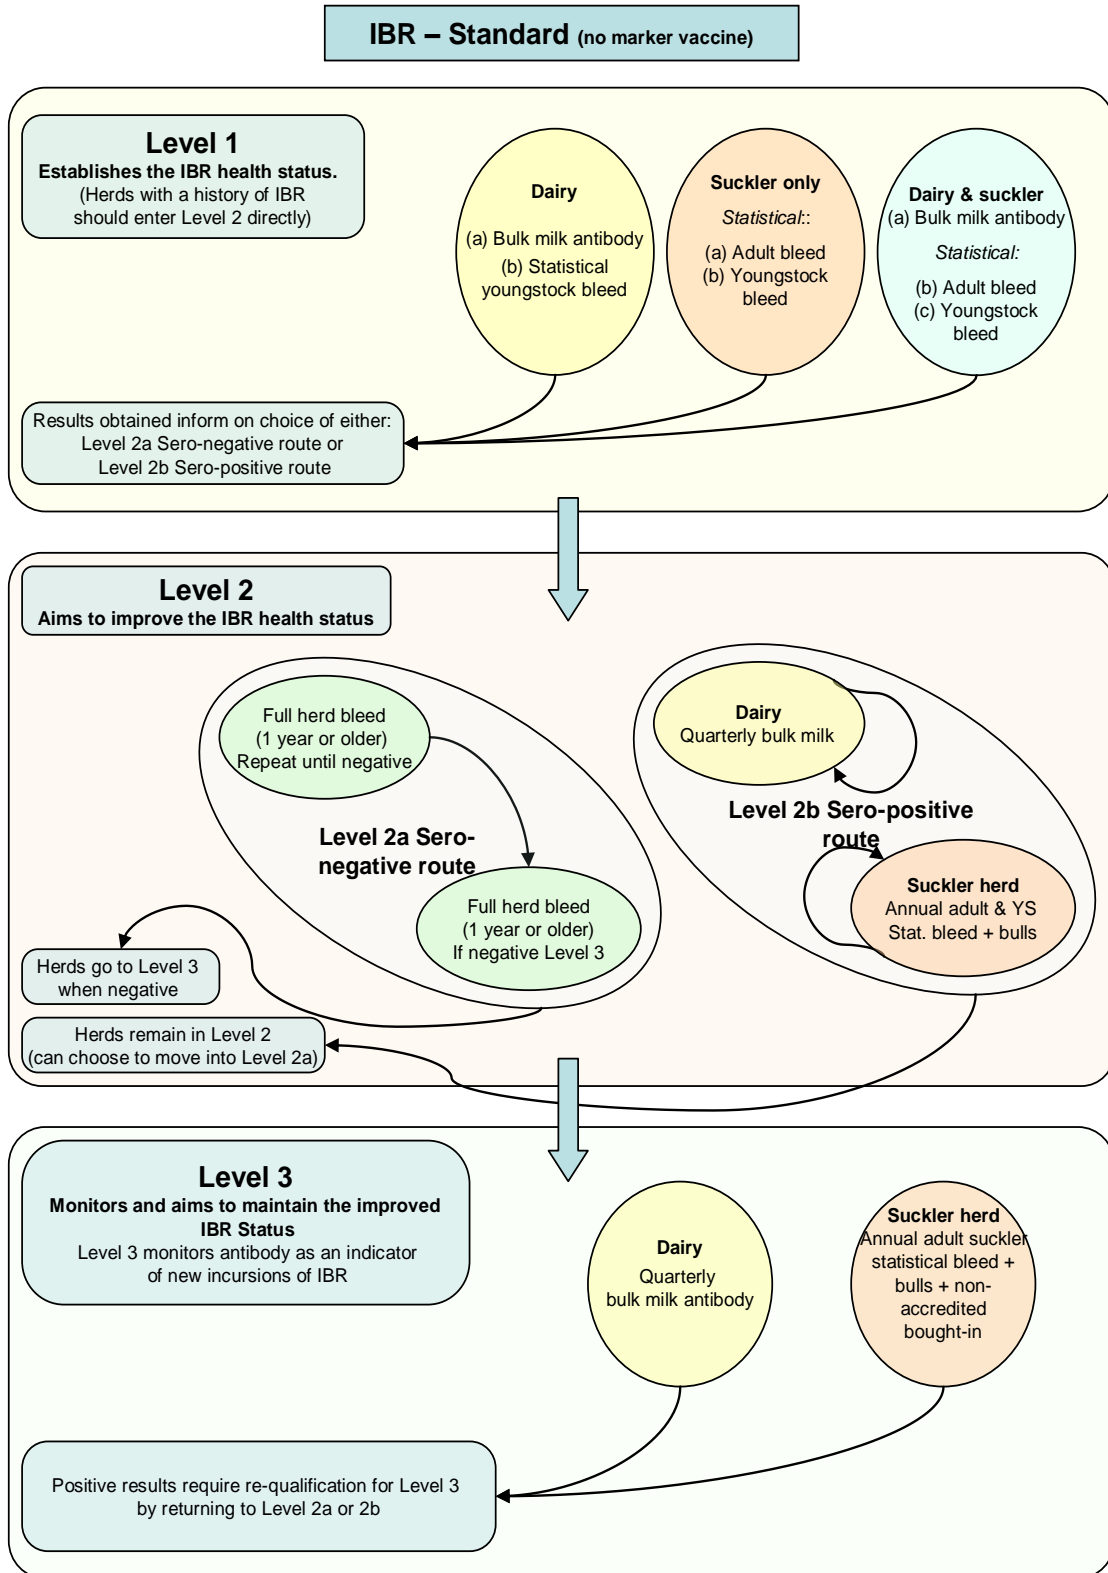 IBR – Standard (no marker vaccine)
Level 1
Establishes the IBR health status.
(Herds with a history of IBR
should enter Level 2 directly)
Dairy
(a) Bulk milk antibody
(b) Statistical
youngstock bleed
Suckler only
Statistical::
(a) Adult bleed
(b) Youngstock
bleed
Dairy & suckler
(a) Bulk milk antibody
Statistical:
(b) Adult bleed
(c) Youngstock
bleed
Results obtained inform on choice of either:
Level 2a Sero-negative route or
Level 2b Sero-positive route
Level 2
Aims to improve the IBR health status
Full herd bleed
(1 year or older)
Repeat until negative
Level 2a Sero-
negative route
Full herd bleed
(1 year or older)
If negative Level 3
Dairy
Quarterly bulk milk
Level 2b Sero-positive
route
Suckler herd
Annual adult & YS
Stat. bleed + bulls
Herds go to Level 3
when negative
Herds remain in Level 2
(can choose to move into Level 2a)
Level 3
Monitors and aims to maintain the improved
IBR Status
Level 3 monitors antibody as an indicator
of new incursions of IBR
Dairy
Quarterly
bulk milk antibody
Suckler herd
Annual adult suckler
statistical bleed +
bulls + non-
accredited
bought-in
Positive results require re-qualification for Level 3
by returning to Level 2a or 2b